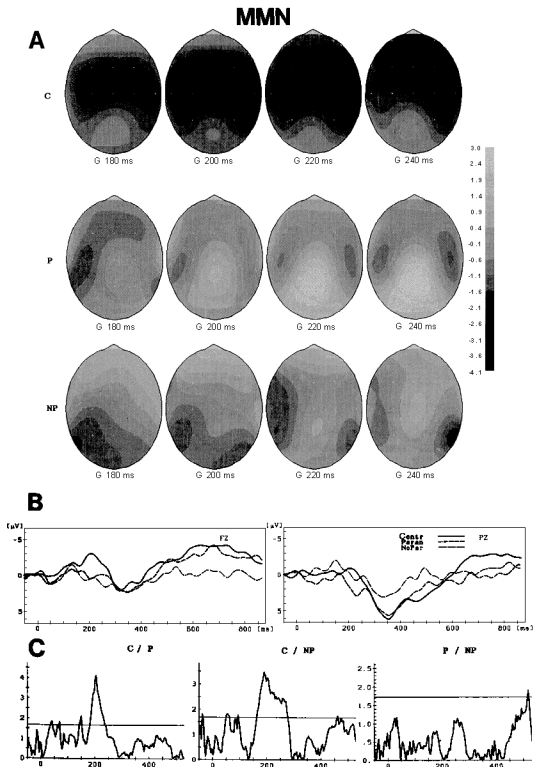 MMN
A
C
G 180 ms
G 200 ms
G 220 ms
G 240 ms
3.0
2.4
1.9
1.4
0.9
0.4
-0.1
-0.6
-1.1
-1.6
-2.1
-2.6
-3.1
-3.6
-4.1
P
G 180 ms
G 200 ms
G 220 ms
G 240 ms
NP
G 180 ms
G 200 ms
G 220 ms
G 240 ms
B
[μV]
-5
0
5
FZ
0 200 400 600 800 [ms]
[μV]
-5
0
5
Contr
Paran
NoPar
PZ
0 200 400 600 800 [ms]
C
C / P
4
3
2
1
0
0 200 400
C / NP
4
3
2
1
0
0 200 400
P / NP
2.5
2.0
1.5
1.0
0.5
0.0
0 200 400